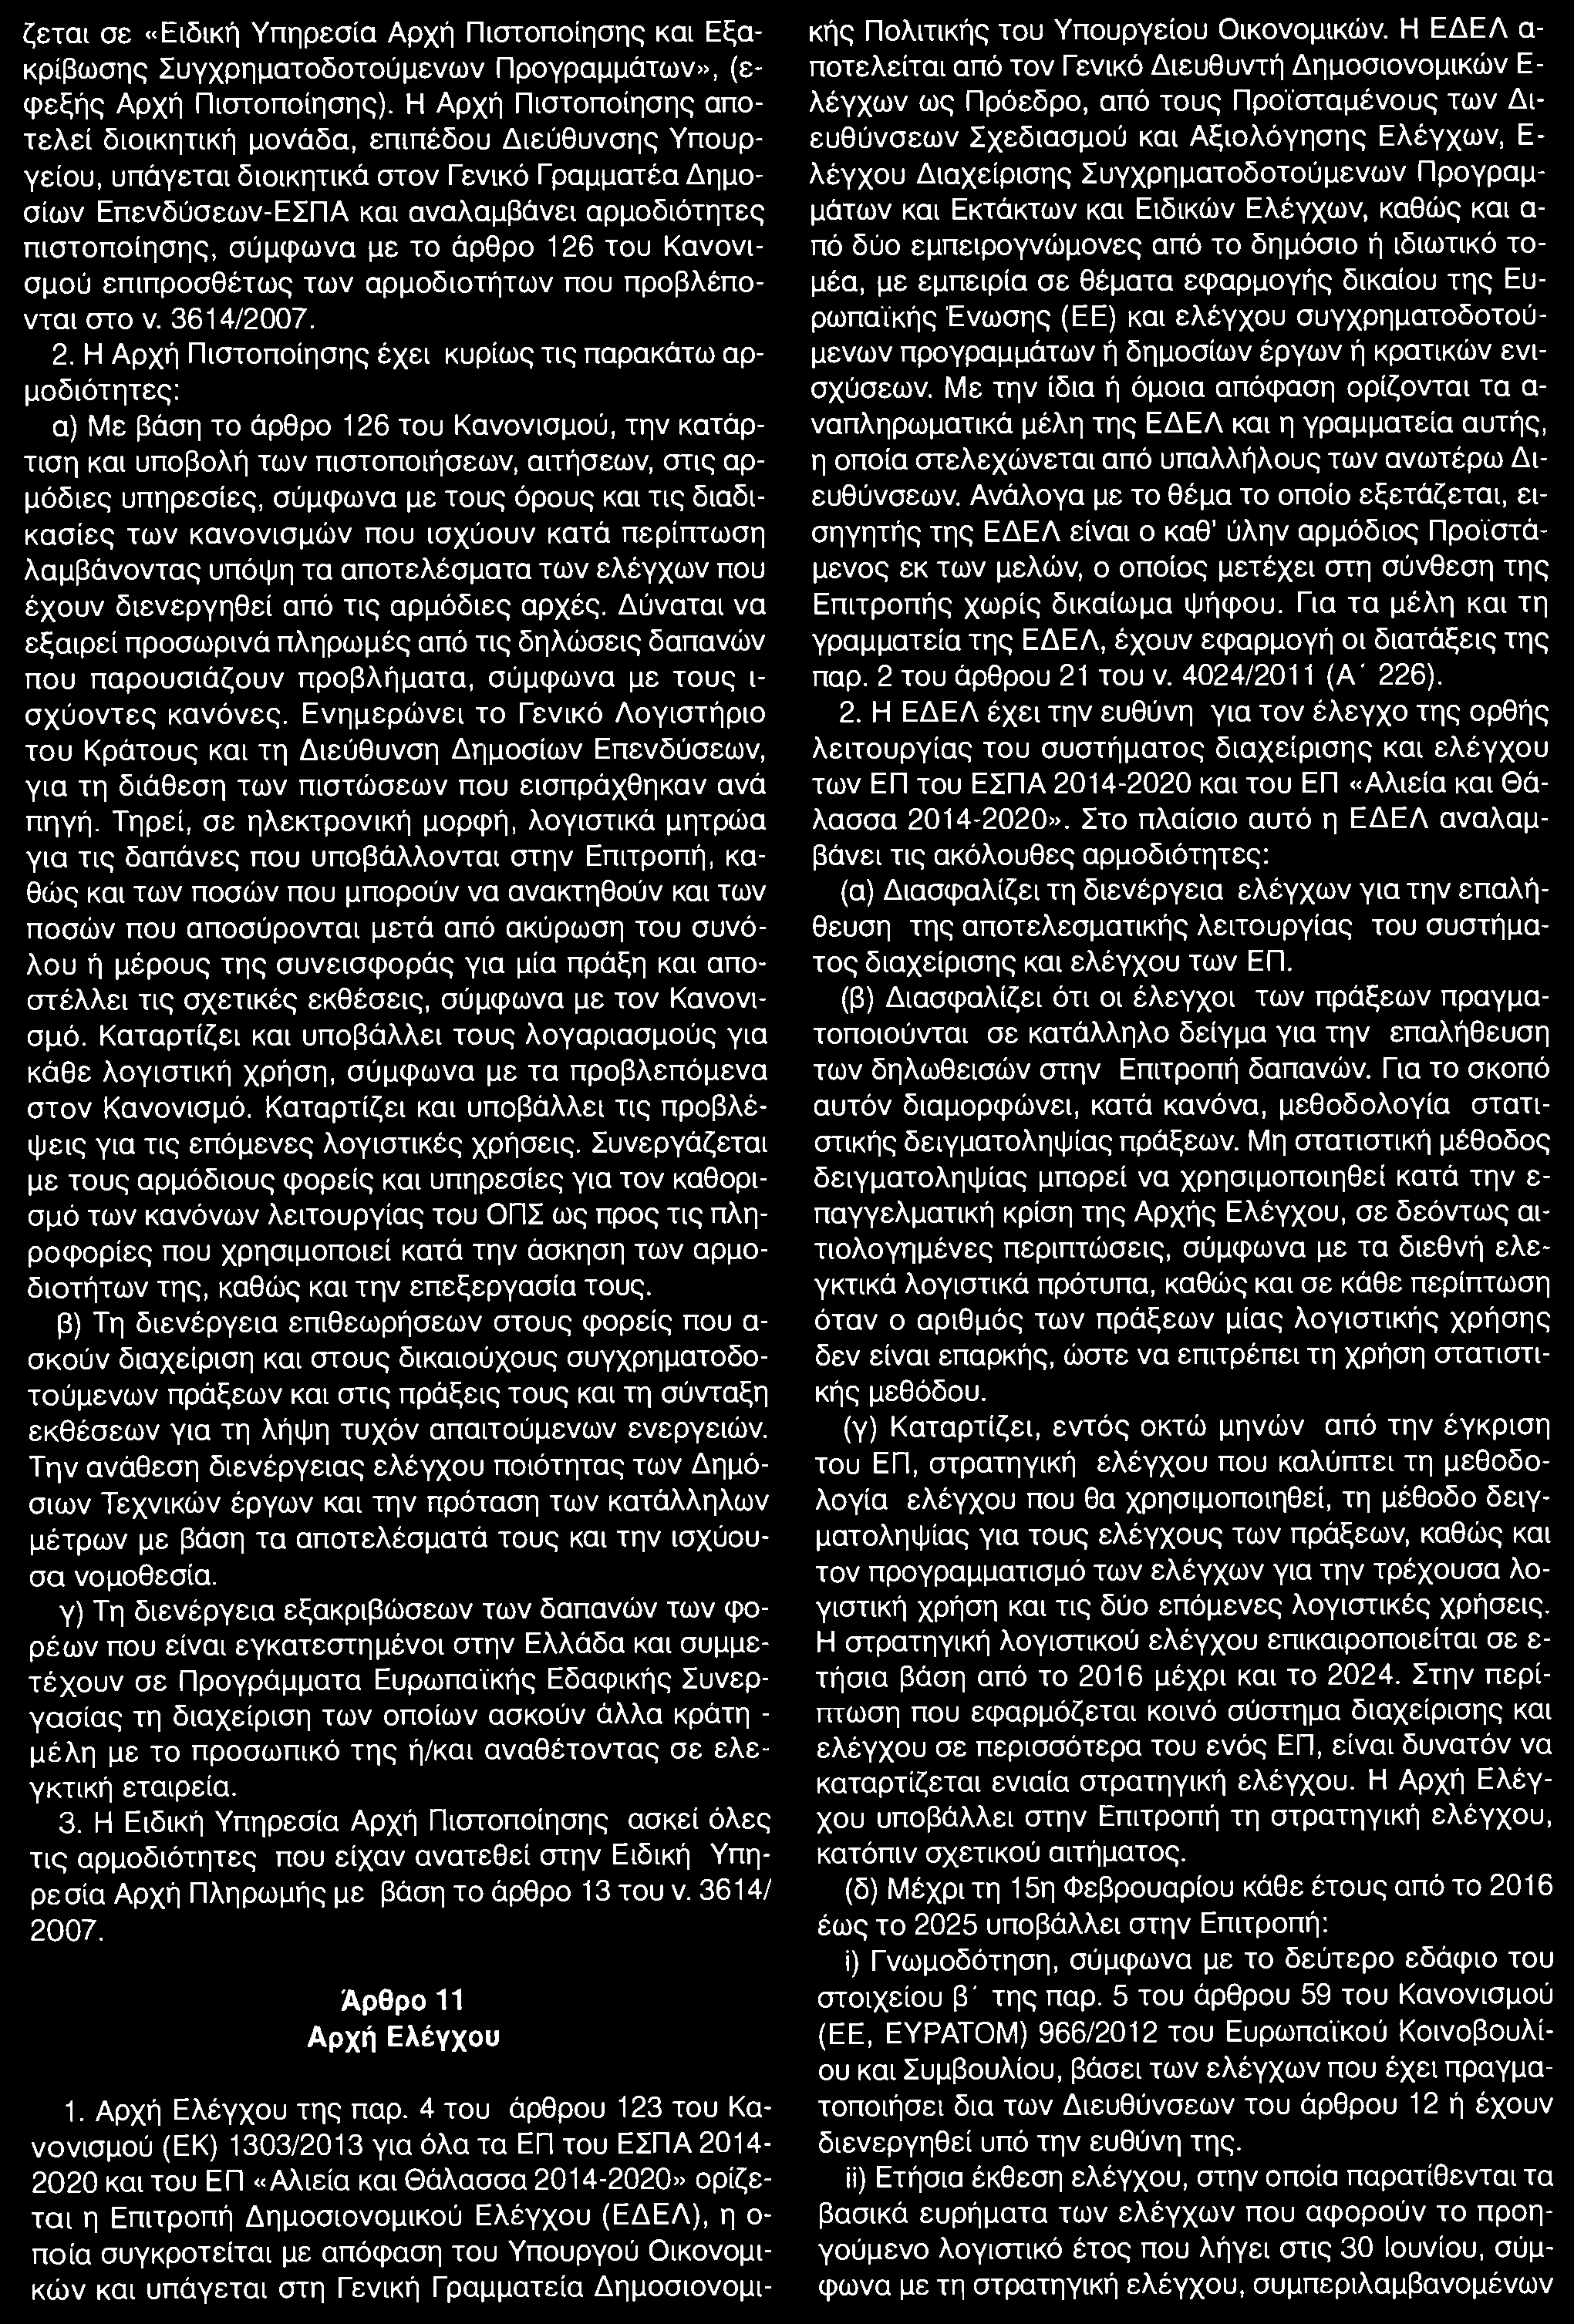 ζεται σε «Ειδική Υπηρεσία Αρχή Πιστοποίησης και Εξα-
κρίβωσης Συγχρηματοδοτούμενων Προγραμμάτων», (ε-
φεξής Αρχή Πιστοποίησης). Η Αρχή Πιστοποίησης απο-
τελεί διοικητική μονάδα, επιπέδου Διεύθυνσης Υπουρ-
γείου, υπάγεται διοικητικά στον Γενικό Γραμματέα Δημο-
σίων Επενδύσεων-ΕΣΠΑ και αναλαμβάνει αρμοδιότητες
πιστοποίησης, σύμφωνα με το άρθρο 126 του Κανονι-
σμού επιπροσθέτως των αρμοδιοτήτων που προβλέπο-
νται στο ν. 3614/2007.
2. Η Αρχή Πιστοποίησης έχει κυρίως τις παρακάτω αρ-
μοδιότητες:
α) Με βάση το άρθρο 126 του Κανονισμού, την κατάρ-
τιση και υποβολή των πιστοποιήσεων, αιτήσεων, στις αρ-
μόδιες υπηρεσίες, σύμφωνα με τους όρους και τις διαδι-
κασίες των κανονισμών που ισχύουν κατά περίπτωση
λαμβάνοντας υπόψη τα αποτελέσματα των ελέγχων που
έχουν διενεργηθεί από τις αρμόδιες αρχές. Δύναται να
εξαιρεί προσωρινά πληρωμές από τις δηλώσεις δαπανών
που παρουσιάζουν προβλήματα, σύμφωνα με τους ι-
σχύοντες κανόνες. Ενημερώνει το Γενικό Λογιστήριο
του Κράτους και τη Διεύθυνση Δημοσίων Επενδύσεων,
για τη διάθεση των πιστώσεων που εισπράχθηκαν ανά
πηγή. Τηρεί, σε ηλεκτρονική μορφή, λογιστικά μητρώα
για τις δαπάνες που υποβάλλονται στην Επιτροπή, κα-
θώς και των ποσών που μπορούν να ανακτηθούν και των
ποσών που αποσύρονται μετά από ακύρωση του συνό-
λου ή μέρους της συνεισφοράς για μία πράξη και απο-
στέλλει τις σχετικές εκθέσεις, σύμφωνα με τον Κανονι-
σμό. Καταρτίζει και υποβάλλει τους λογαριασμούς για
κάθε λογιστική χρήση, σύμφωνα με τα προβλεπόμενα
στον Κανονισμό. Καταρτίζει και υποβάλλει τις προβλέ-
ψεις για τις επόμενες λογιστικές χρήσεις. Συνεργάζεται
με τους αρμόδιους φορείς και υπηρεσίες για τον καθορι-
σμό των κανόνων λειτουργίας του ΟΠΣ ως προς τις πλη-
ροφορίες που χρησιμοποιεί κατά την άσκηση των αρμο-
διοτήτων της, καθώς και την επεξεργασία τους.
β) Τη διενέργεια επιθεωρήσεων στους φορείς που α-
σκούν διαχείριση και στους δικαιούχους συγχρηματοδο-
τούμενων πράξεων και στις πράξεις τους και τη σύνταξη
εκθέσεων για τη λήψη τυχόν απαιτούμενων ενεργειών.
Την ανάθεση διενέργειας ελέγχου ποιότητας των Δημό-
σιων Τεχνικών έργων και την πρόταση των κατάλληλων
μέτρων με βάση τα αποτελέσματά τους και την ισχύου-
σα νομοθεσία.
γ) Τη διενέργεια εξακριβώσεων των δαπανών των φο-
ρέων που είναι εγκατεστημένοι στην Ελλάδα και συμμε-
τέχουν σε Προγράμματα Ευρωπαϊκής Εδαφικής Συνερ-
γασίας τη διαχείριση των οποίων ασκούν άλλα κράτη -
μέλη με το προσωπικό της ή/και αναθέτοντας σε ελε-
γκτική εταιρεία.
3. Η Ειδική Υπηρεσία Αρχή Πιστοποίησης ασκεί όλες
τις αρμοδιότητες που είχαν ανατεθεί στην Ειδική Υπη-
ρεσία Αρχή Πληρωμής με βάση το άρθρο 13 του ν. 3614/
2007.
Άρθρο 11
Αρχή Ελέγχου
1. Αρχή Ελέγχου της παρ. 4 του άρθρου 123 του Κα-
νονισμού (ΕΚ) 1303/2013 για όλα τα ΕΠ του ΕΣΠΑ 2014-
2020 και του ΕΠ «Αλιεία και Θάλασσα 2014-2020» ορίζε-
ται η Επιτροπή Δημοσιονομικού Ελέγχου (ΕΔΕΛ), η ο-
ποία συγκροτείται με απόφαση του Υπουργού Οικονομι-
κών και υπάγεται στη Γενική Γραμματεία Δημοσιονομι-
κής Πολιτικής του Υπουργείου Οικονομικών. Η ΕΔΕΛ α-
ποτελείται από τον Γενικό Διευθυντή Δημοσιονομικών Ε-
λέγχων ως Πρόεδρο, από τους Προϊσταμένους των Δι-
ευθύνσεων Σχεδιασμού και Αξιολόγησης Ελέγχων, Ε-
λέγχου Διαχείρισης Συγχρηματοδοτούμενων Προγραμ-
μάτων και Εκτάκτων και Ειδικών Ελέγχων, καθώς και α-
πό δύο εμπειρογνώμονες από το δημόσιο ή ιδιωτικό το-
μέα, με εμπειρία σε θέματα εφαρμογής δικαίου της Ευ-
ρωπαϊκής Ένωσης (ΕΕ) και ελέγχου συγχρηματοδοτού-
μενων προγραμμάτων ή δημοσίων έργων ή κρατικών ενι-
σχύσεων. Με την ίδια ή όμοια απόφαση ορίζονται τα α-
ναπληρωματικά μέλη της ΕΔΕΛ και η γραμματεία αυτής,
η οποία στελεχώνεται από υπαλλήλους των ανωτέρω Δι-
ευθύνσεων. Ανάλογα με το θέμα το οποίο εξετάζεται, ει-
σηγητής της ΕΔΕΛ είναι ο καθ' ύλην αρμόδιος Προϊστά-
μενος εκ των μελών, ο οποίος μετέχει στη σύνθεση της
Επιτροπής χωρίς δικαίωμα ψήφου. Για τα μέλη και τη
γραμματεία της ΕΔΕΛ, έχουν εφαρμογή οι διατάξεις της
παρ. 2 του άρθρου 21 του ν. 4024/2011 (Α΄ 226).
2. Η ΕΔΕΛ έχει την ευθύνη για τον έλεγχο της ορθής
λειτουργίας του συστήματος διαχείρισης και ελέγχου
των ΕΠ του ΕΣΠΑ 2014-2020 και του ΕΠ «Αλιεία και Θά-
λασσα 2014-2020». Στο πλαίσιο αυτό η ΕΔΕΛ αναλαμ-
βάνει τις ακόλουθες αρμοδιότητες:
(α) Διασφαλίζει τη διενέργεια ελέγχων για την επαλή-
θευση της αποτελεσματικής λειτουργίας του συστήμα-
τος διαχείρισης και ελέγχου των ΕΠ.
(β) Διασφαλίζει ότι οι έλεγχοι των πράξεων πραγμα-
τοποιούνται σε κατάλληλο δείγμα για την επαλήθευση
των δηλωθεισών στην Επιτροπή δαπανών. Για το σκοπό
αυτόν διαμορφώνει, κατά κανόνα, μεθοδολογία στατι-
στικής δειγματοληψίας πράξεων. Μη στατιστική μέθοδος
δειγματοληψίας μπορεί να χρησιμοποιηθεί κατά την ε-
παγγελματική κρίση της Αρχής Ελέγχου, σε δεόντως αι-
τιολογημένες περιπτώσεις, σύμφωνα με τα διεθνή ελε-
γκτικά λογιστικά πρότυπα, καθώς και σε κάθε περίπτωση
όταν ο αριθμός των πράξεων μίας λογιστικής χρήσης
δεν είναι επαρκής, ώστε να επιτρέπει τη χρήση στατιστι-
κής μεθόδου.
(γ) Καταρτίζει, εντός οκτώ μηνών από την έγκριση
του ΕΠ, στρατηγική ελέγχου που καλύπτει τη μεθοδο-
λογία ελέγχου που θα χρησιμοποιηθεί, τη μέθοδο δειγ-
ματοληψίας για τους ελέγχους των πράξεων, καθώς και
τον προγραμματισμό των ελέγχων για την τρέχουσα λο-
γιστική χρήση και τις δύο επόμενες λογιστικές χρήσεις.
Η στρατηγική λογιστικού ελέγχου επικαιροποιείται σε ε-
τήσια βάση από το 2016 μέχρι και το 2024. Στην περί-
πτωση που εφαρμόζεται κοινό σύστημα διαχείρισης και
ελέγχου σε περισσότερα του ενός ΕΠ, είναι δυνατόν να
καταρτίζεται ενιαία στρατηγική ελέγχου. Η Αρχή Ελέγ-
χου υποβάλλει στην Επιτροπή τη στρατηγική ελέγχου,
κατόπιν σχετικού αιτήματος.
(δ) Μέχρι τη 15η Φεβρουαρίου κάθε έτους από το 2016
έως το 2025 υποβάλλει στην Επιτροπή:
i) Γνωμοδότηση, σύμφωνα με το δεύτερο εδάφιο του
στοιχείου β΄ της παρ. 5 του άρθρου 59 του Κανονισμού
(ΕΕ, ΕΥΡΑΤΟΜ) 966/2012 του Ευρωπαϊκού Κοινοβουλί-
ου και Συμβουλίου, βάσει των ελέγχων που έχει πραγμα-
τοποιήσει δια των Διευθύνσεων του άρθρου 12 ή έχουν
διενεργηθεί υπό την ευθύνη της.
ii) Ετήσια έκθεση ελέγχου, στην οποία παρατίθενται τα
βασικά ευρήματα των ελέγχων που αφορούν το προη-
γούμενο λογιστικό έτος που λήγει στις 30 Ιουνίου, σύμ-
φωνα με τη στρατηγική ελέγχου, συμπεριλαμβανομένων